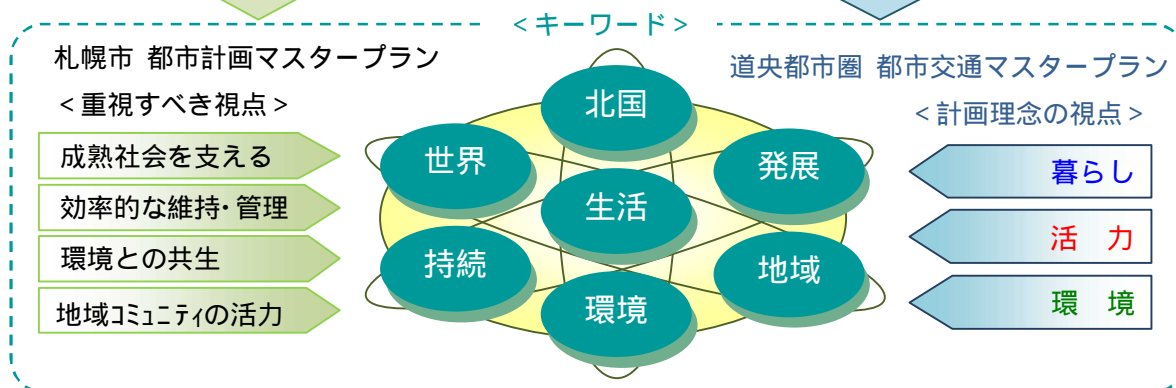 <キーワード>
札幌市 都市計画マスタープラン
<重視すべき視点>
成熟社会を支える
効率的な維持・管理
環境との共生
地域ｺﾐｭﾆﾃｨの活力
北国
世界
発展
生活
持続
地域
環境
道央都市圏 都市交通マスタープラン
<計画理念の視点>
暮らし
活 力
環 境